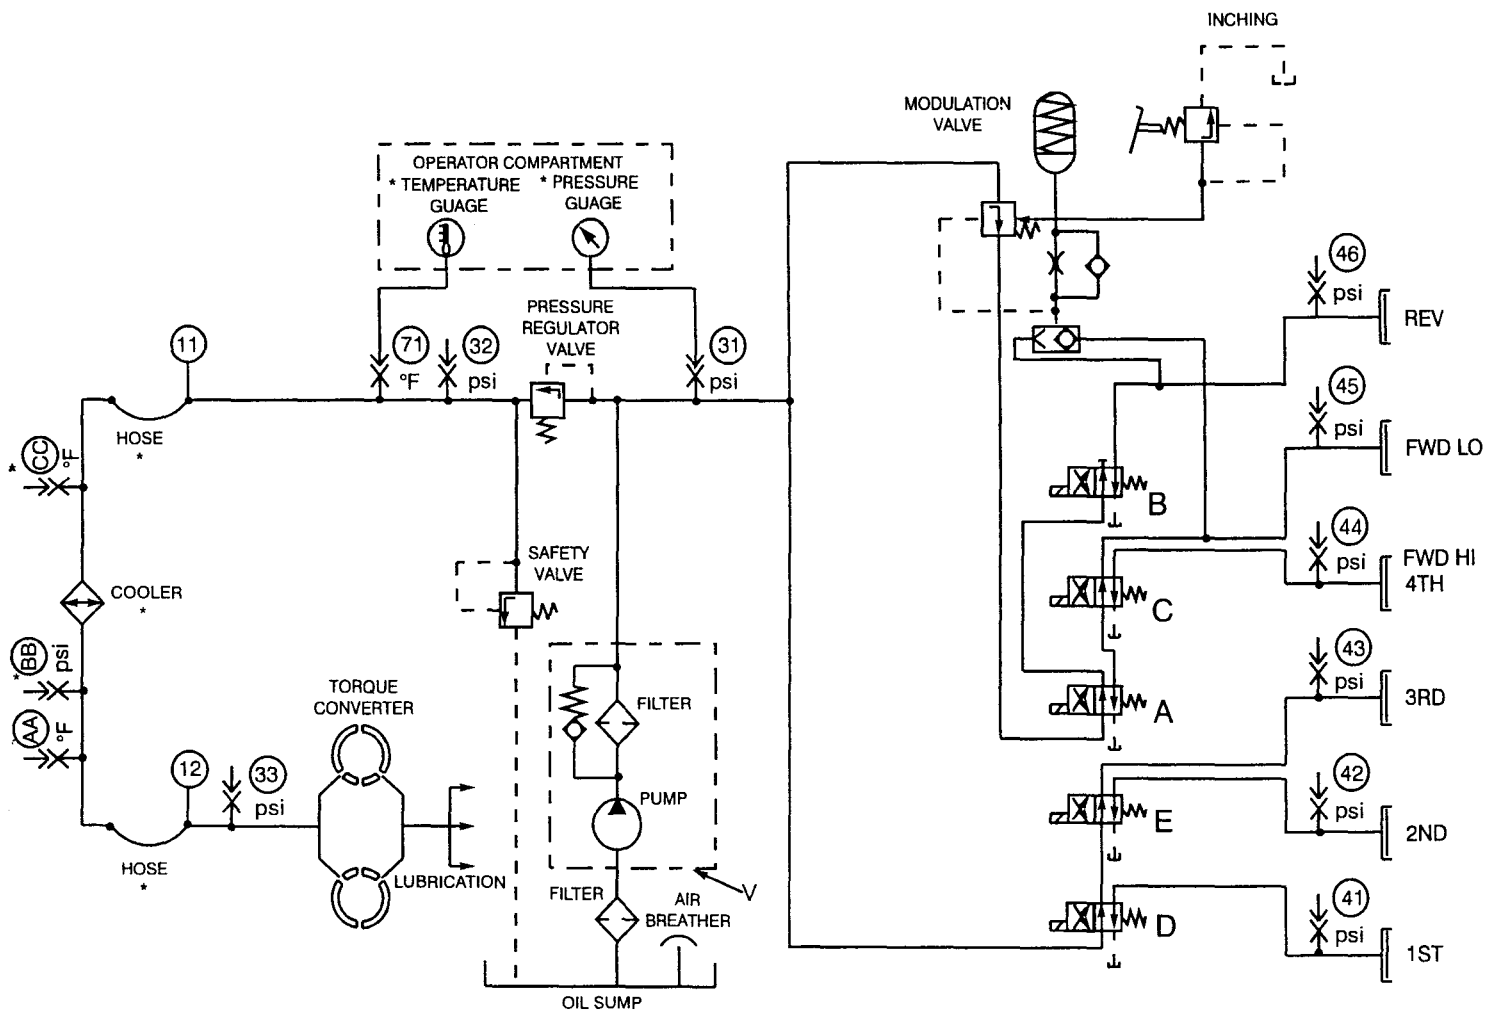 INCHING
MODULATION
VALVE
OPERATOR COMPARTMENT
* TEMPERATURE
GUAGE
* PRESSURE
GUAGE
PRESSURE
REGULATOR
VALVE
11
71
°F
32
psi
31
psi
46
psi
REV
HOSE
*
* CC
°F
45
psi
FWD LO
B
COOLER
*
SAFETY
VALVE
44
psi
FWD HI
4TH
C
* BB
psi
AA
°F
TORQUE
CONVERTER
FILTER
43
psi
3RD
A
12
33
psi
PUMP
42
psi
2ND
E
HOSE
*
LUBRICATION
FILTER
V
AIR
BREATHER
41
psi
1ST
D
OIL SUMP